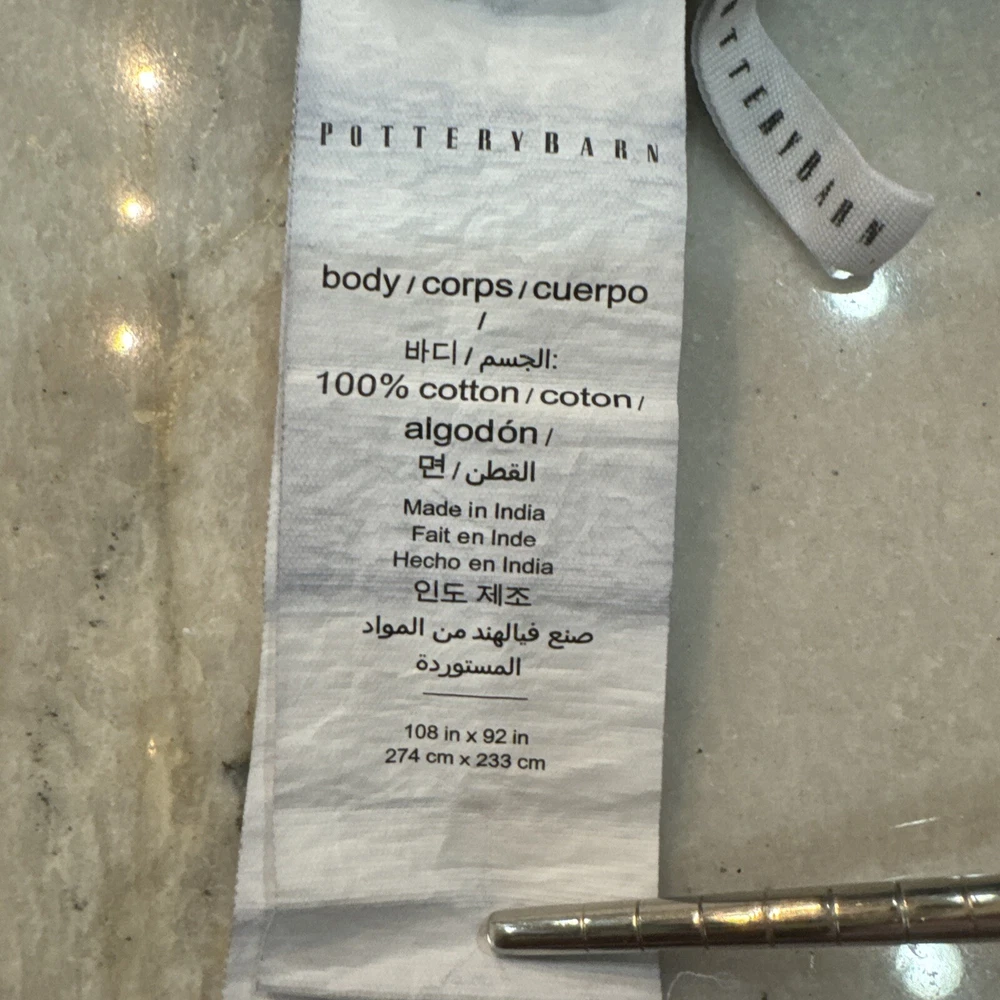 POTTERYBARN
TTERYBARN
body / corps / cuerpo
/
바디 / الجسم:
100% cotton / coton /
algodón /
면 / القطن
Made in India
Fait en Inde
Hecho en India
인도 제조
صنع فيالهند من المواد
المستوردة
108 in x 92 in
274 cm x 233 cm